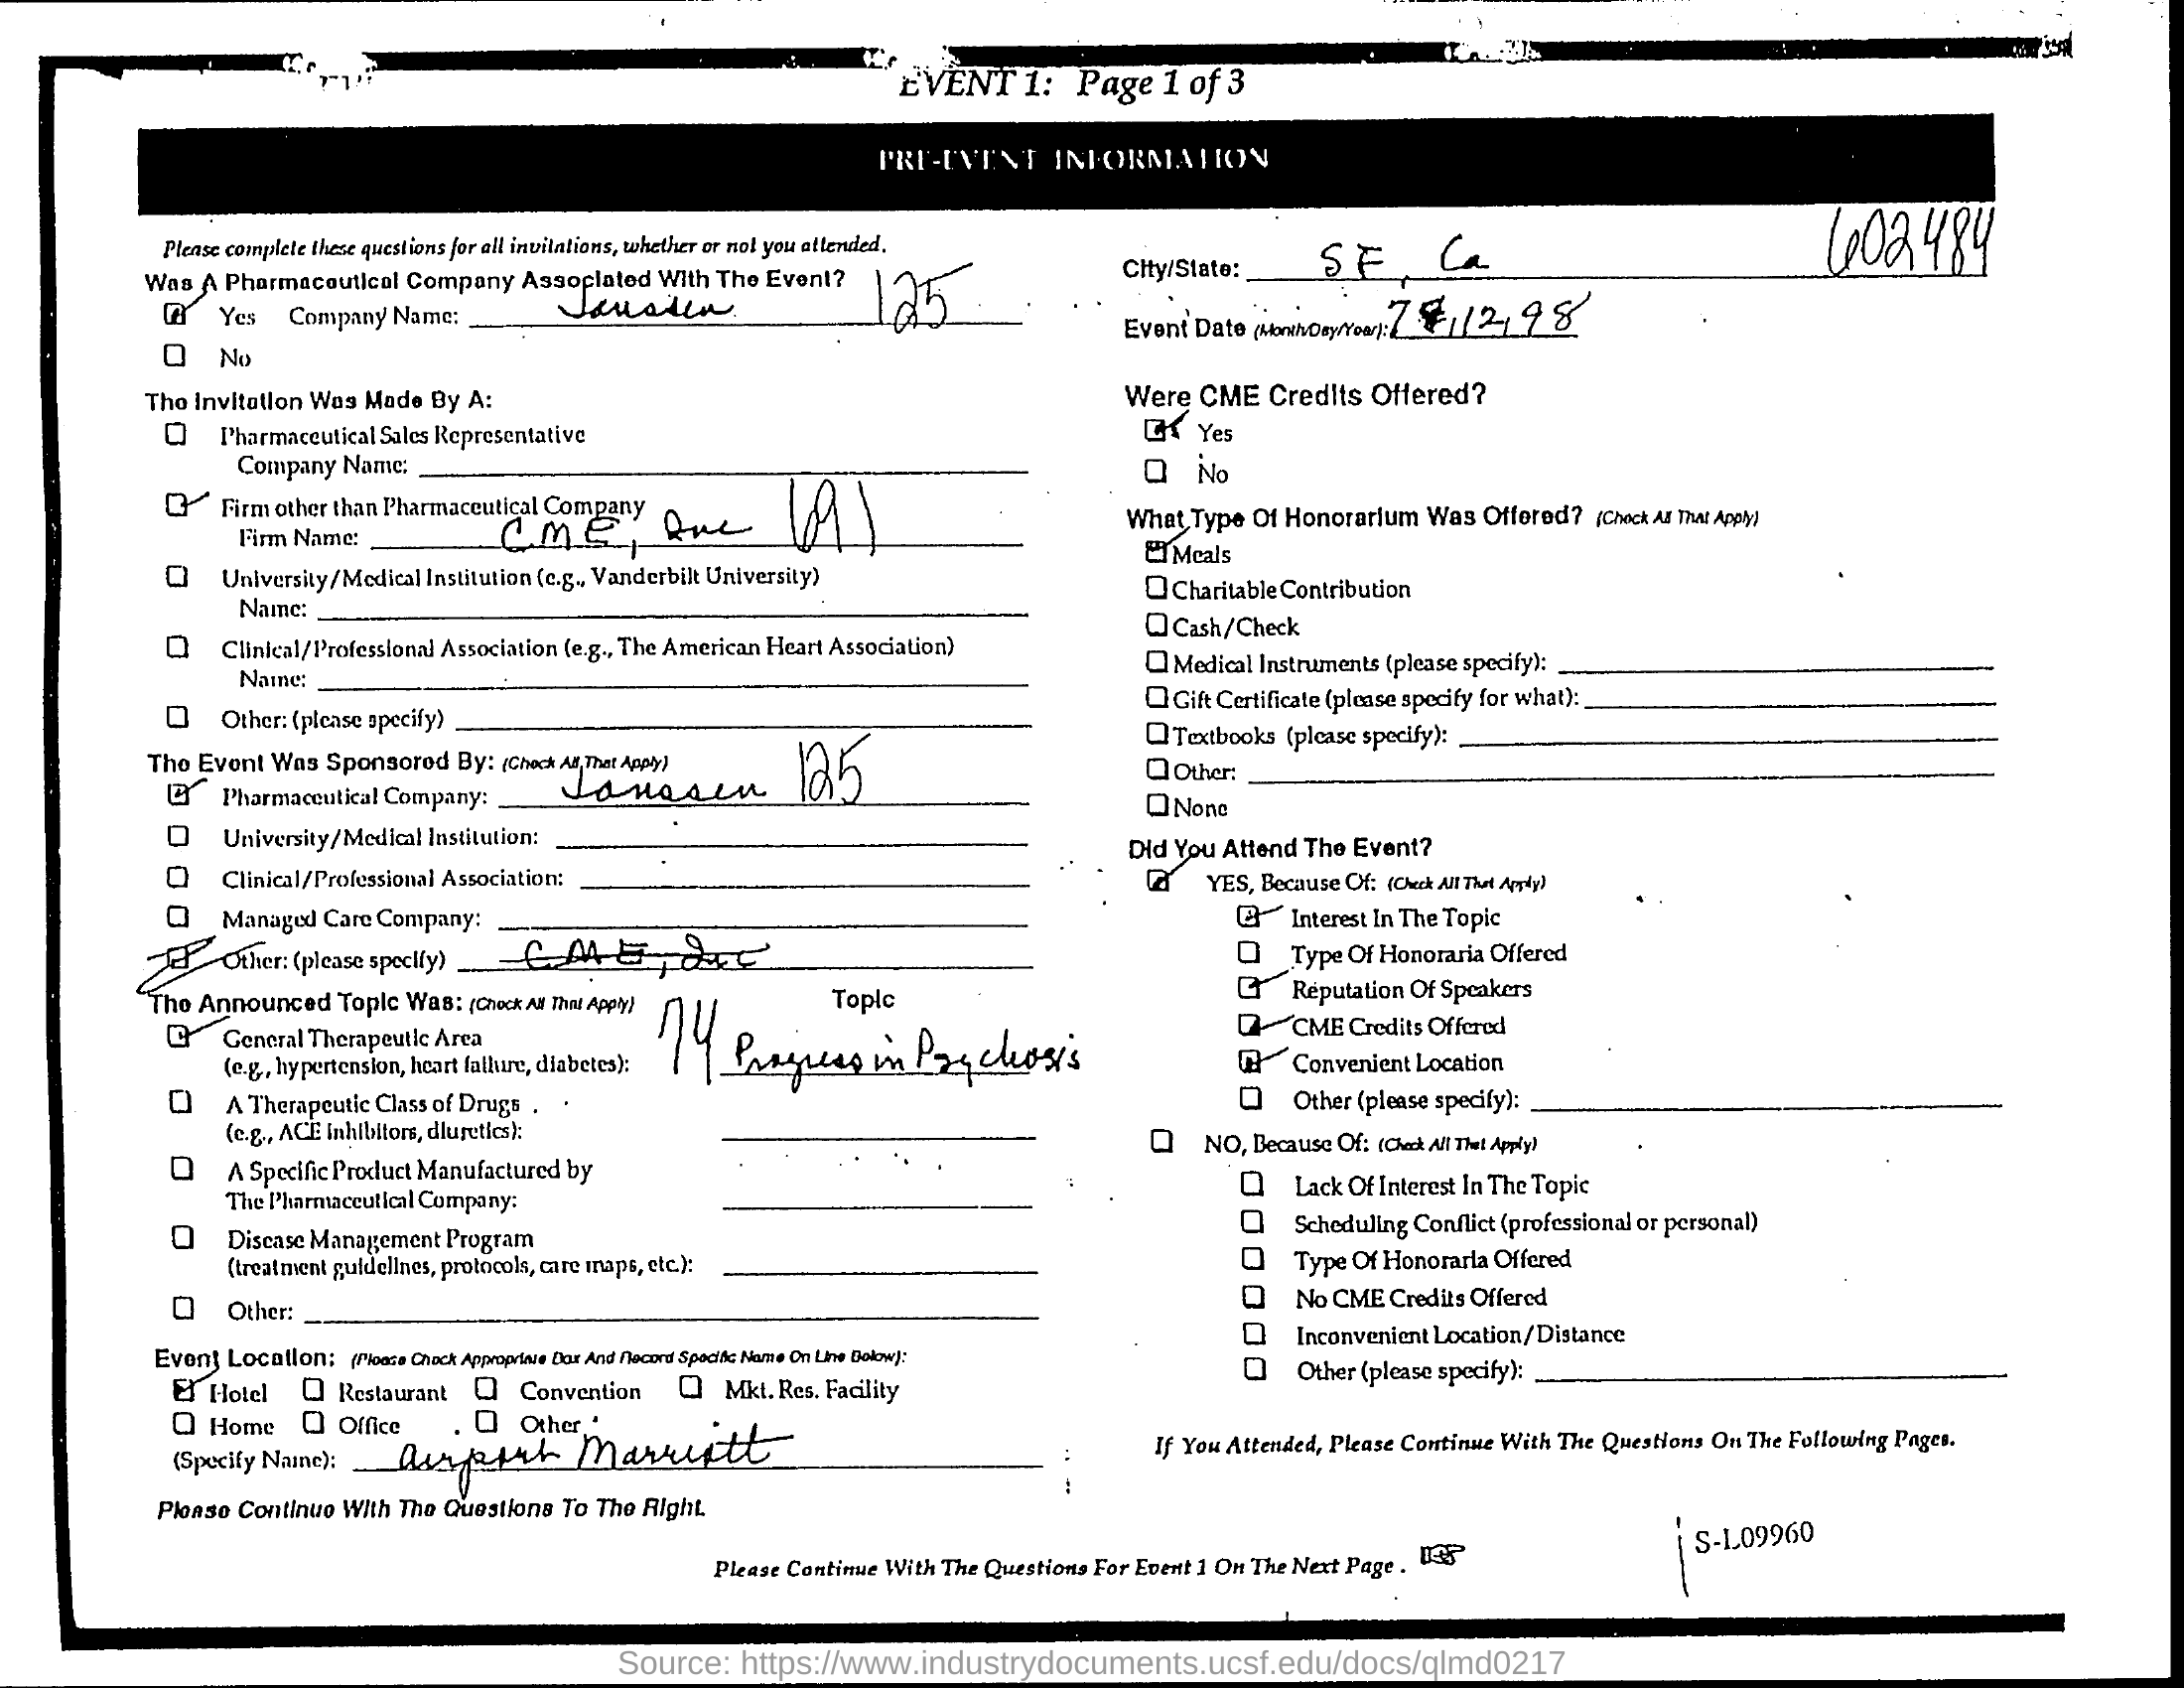 EVENT 1: Page 1 of 3
PRE-EVENT INFORMATION
Please complete these questions for all invitations, whether or not you attended.
Was A Pharmaceutical Company Associated With The Event?
Yes Company Name: Janssen 125
No
The Invitation Was Made By A:
Pharmaceutical Sales Representative
Company Name:
Firm other than Pharmaceutical Company
Firm Name: CME, Inc
University/Medical Institution (e.g., Vanderbilt University)
Name:
Clinical/Professional Association (e.g., The American Heart Association)
Name:
Other: (please specify)
The Event Was Sponsored By: (Check All That Apply)
Pharmaceutical Company: Janssen 125
University/Medical Institution:
Clinical/Professional Association:
Managed Care Company:
Other: (please specify) CME, Inc
The Announced Topic Was: (Check All That Apply) Topic
General Therapeutic Area
(e.g., hypertension, heart failure, diabetes): 74 Progress in Psychosis
A Therapeutic Class of Drugs
(e.g., ACE inhibitors, diuretics):
A Specific Product Manufactured by
The Pharmaceutical Company:
Disease Management Program
(treatment guidelines, protocols, care maps, etc.):
Other:
Event Location: (Please Check Appropriate Box And Record Specific Name On Line Below):
Hotel Restaurant Convention Mkt. Res. Facility
Home Office Other
(Specify Name): Airport Marriott
Please Continue With The Questions To The Right.
602484
City/State: SF, Ca
Event Date (Month/Day/Year): 7,12,98
Were CME Credits Offered?
Yes
No
What Type Of Honorarium Was Offered? (Check All That Apply)
Meals
Charitable Contribution
Cash/Check
Medical Instruments (please specify):
Gift Certificate (please specify for what):
Textbooks (please specify):
Other:
None
Did You Attend The Event?
YES, Because Of: (Check All That Apply)
Interest In The Topic
Type Of Honoraria Offered
Reputation Of Speakers
CME Credits Offered
Convenient Location
Other (please specify):
NO, Because Of: (Check All That Apply)
Lack Of Interest In The Topic
Scheduling Conflict (professional or personal)
Type Of Honoraria Offered
No CME Credits Offered
Inconvenient Location/Distance
Other (please specify):
If You Attended, Please Continue With The Questions On The Following Pages.
S-L09960
Please Continue With The Questions For Event 1 On The Next Page.
Source: https://www.industrydocuments.ucsf.edu/docs/qlmd0217